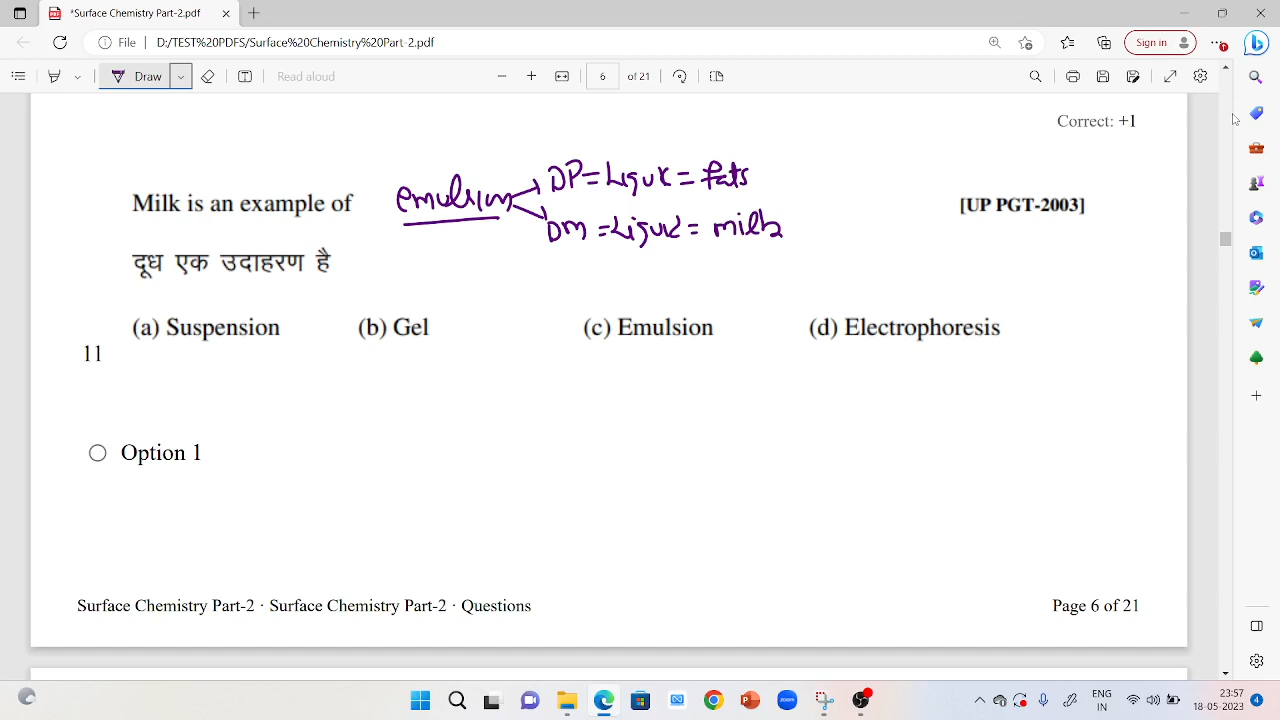 *Surface Chemistry Part-2.pdf
File D:/TEST%20PDFS/Surface%20Chemistry%20Part-2.pdf
Sign in
Draw
Read aloud
6 of 21
Correct: +1
emulsion DP = Liquid = fats
Milk is an example of
[UP PGT-2003]
DM = Liquid = milk
दूध एक उदाहरण है
(a) Suspension (b) Gel (c) Emulsion (d) Electrophoresis
11
Option 1
Surface Chemistry Part-2 · Surface Chemistry Part-2 · Questions Page 6 of 21
ENG
IN
23:57
18-05-2023
4
zoom